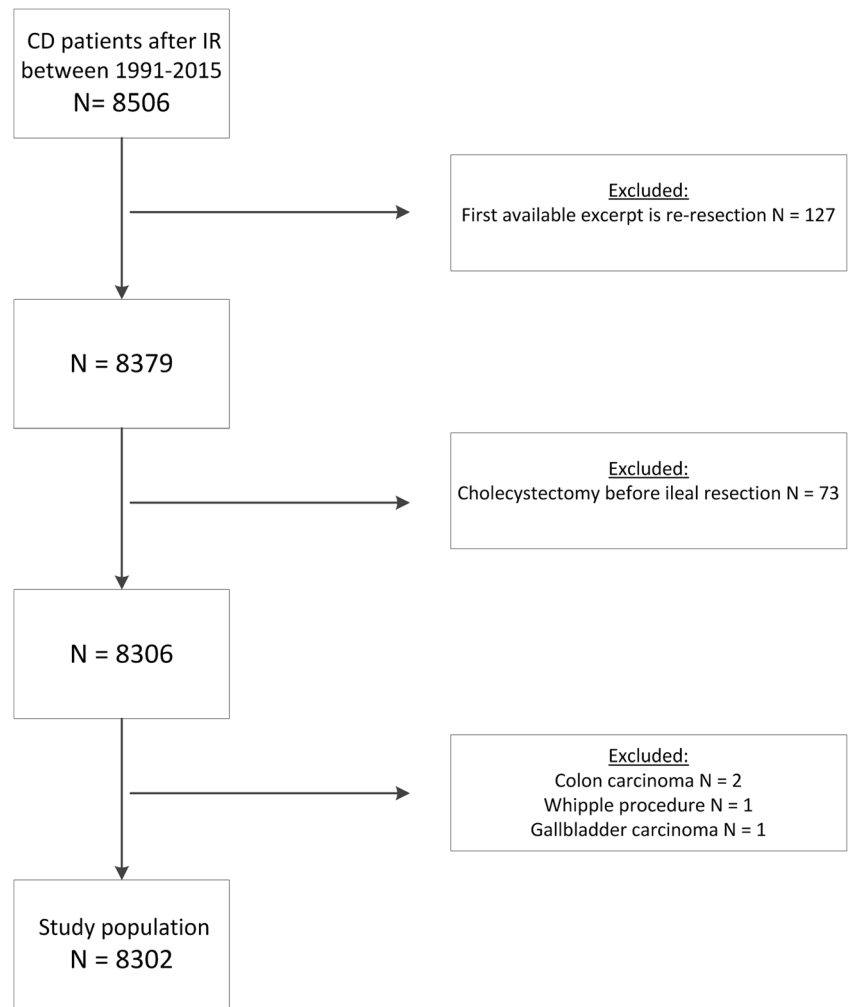 CD patients after IR
between 1991-2015
N= 8506
Excluded:
First available excerpt is re-resection N = 127
N = 8379
Excluded:
Cholecystectomy before ileal resection N = 73
N = 8306
Excluded:
Colon carcinoma N = 2
Whipple procedure N = 1
Gallbladder carcinoma N = 1
Study population
N = 8302